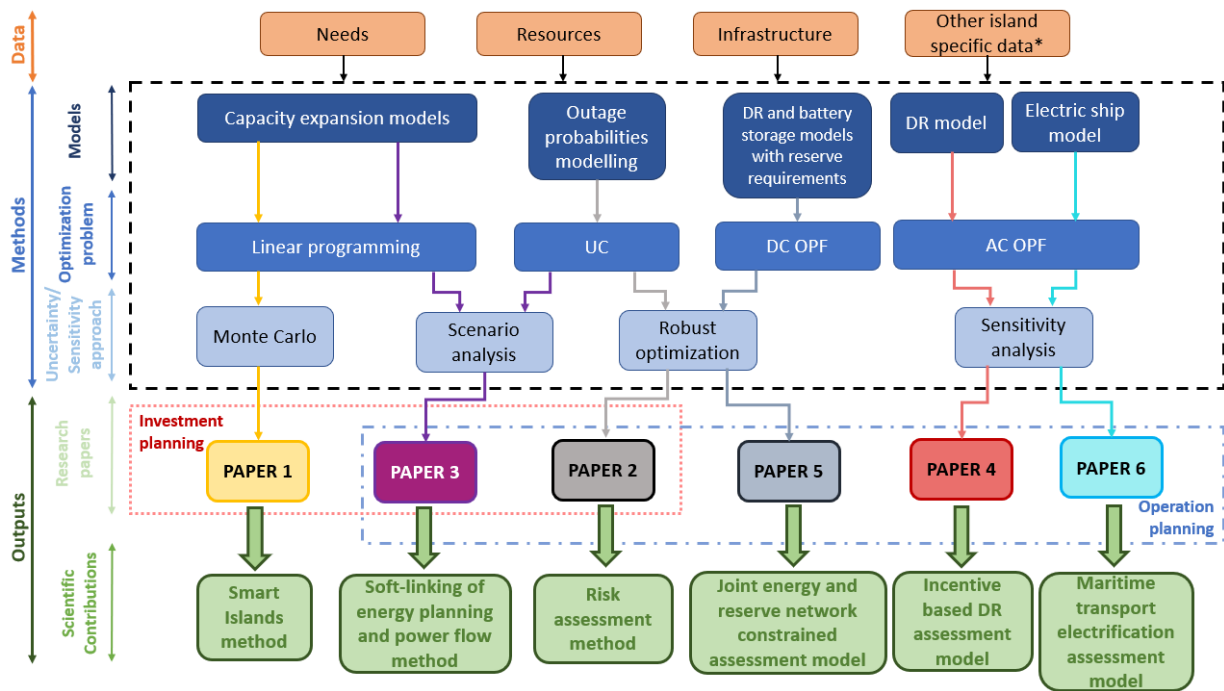 Data
Needs
Resources
Infrastructure
Other island
specific data*
Methods
Models
Capacity expansion models
Outage
probabilities
modelling
DR and battery
storage models
with reserve
requirements
DR model
Electric ship
model
Optimization
problem
Linear programming
UC
DC OPF
AC OPF
Uncertainty/
Sensitivity
approach
Monte Carlo
Scenario
analysis
Robust
optimization
Sensitivity
analysis
Outputs
Research
papers
Investment
planning
PAPER 1
PAPER 3
PAPER 2
PAPER 5
PAPER 4
PAPER 6
Operation
planning
Scientific
Contributions
Smart
Islands
method
Soft-linking of
energy planning
and power flow
method
Risk
assessment
method
Joint energy and
reserve network
constrained
assessment model
Incentive
based DR
assessment
model
Maritime
transport
electrification
assessment
model